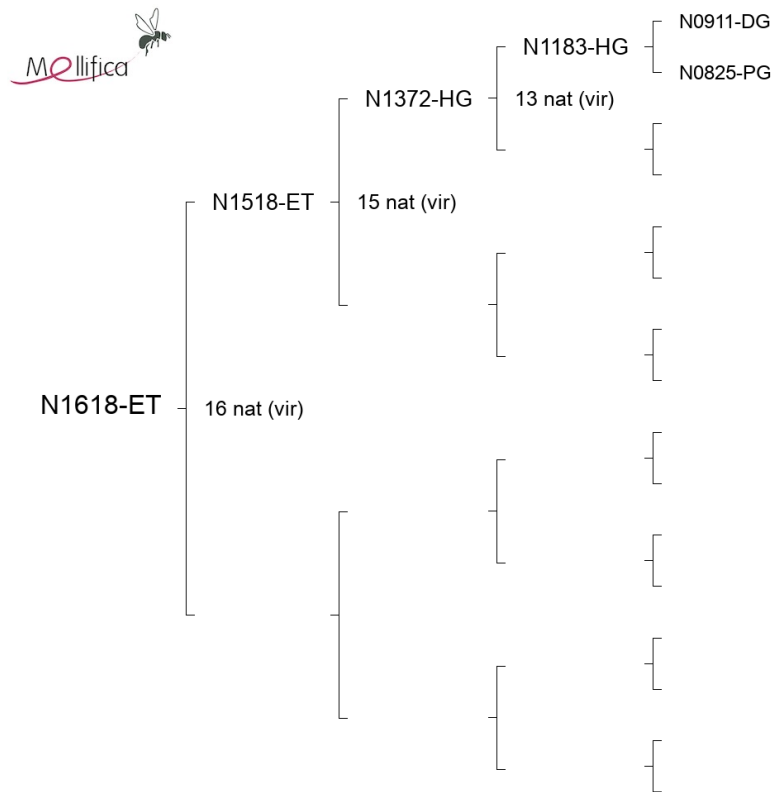 Mellifica
N0911-DG
N1183-HG
N0825-PG
N1372-HG
13 nat (vir)
N1518-ET
15 nat (vir)
N1618-ET
16 nat (vir)